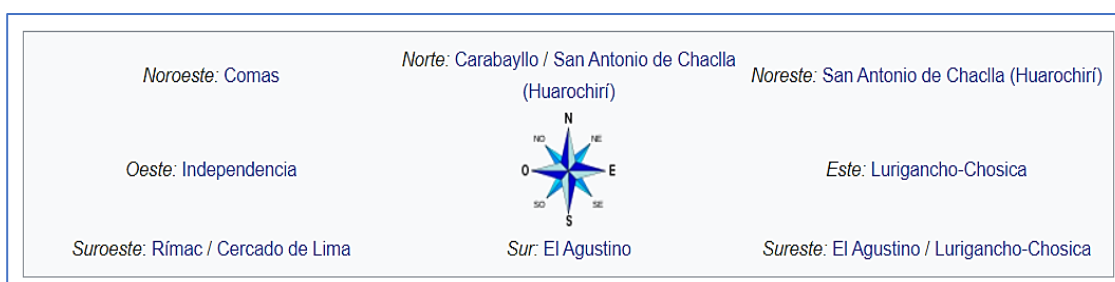 Noroeste: Comas
Norte: Carabayllo / San Antonio de Chaclla
(Huarochirí)
Noreste: San Antonio de Chaclla (Huarochirí)
N
NO
NE
Oeste: Independencia
O
E
Este: Lurigancho-Chosica
SO
SE
S
Suroeste: Rímac / Cercado de Lima
Sur: El Agustino
Sureste: El Agustino / Lurigancho-Chosica